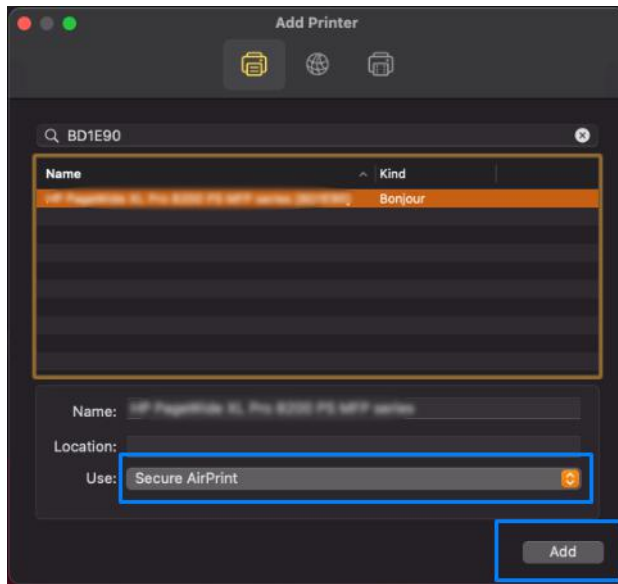 Add Printer
BD1E90
Name Kind
Bonjour
Name:
Location:
Use: Secure AirPrint
Add